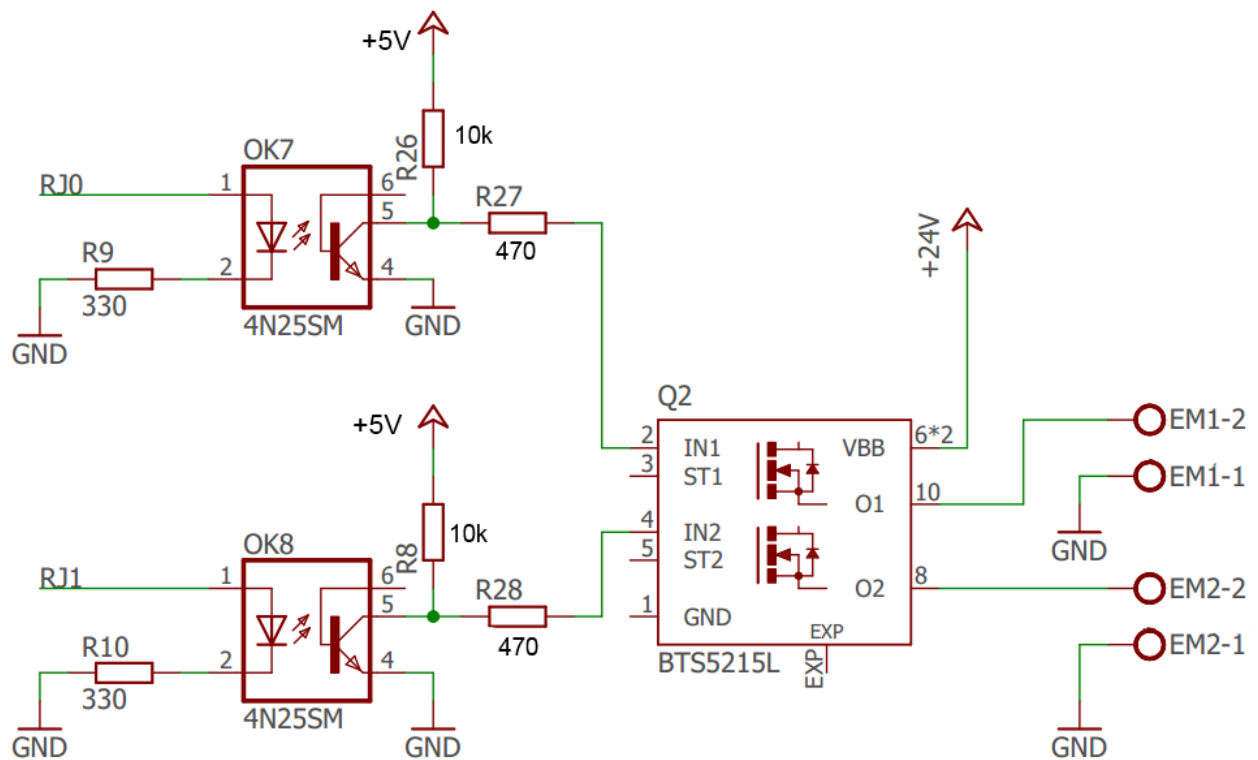 +5V
10k
R26
OK7
RJ0
1
6
5
R27
470
R9
330
2
4
GND
4N25SM
GND
+24V
Q2
+5V
10k
R8
2
IN1
VBB
6*2
EM1-2
3
ST1
O1
10
EM1-1
4
IN2
5
ST2
O2
8
EM2-2
GND
1
GND
EXP
EM2-1
BTS5215L
EXP
OK8
RJ1
1
6
5
R28
470
R10
330
2
4
GND
4N25SM
GND
GND